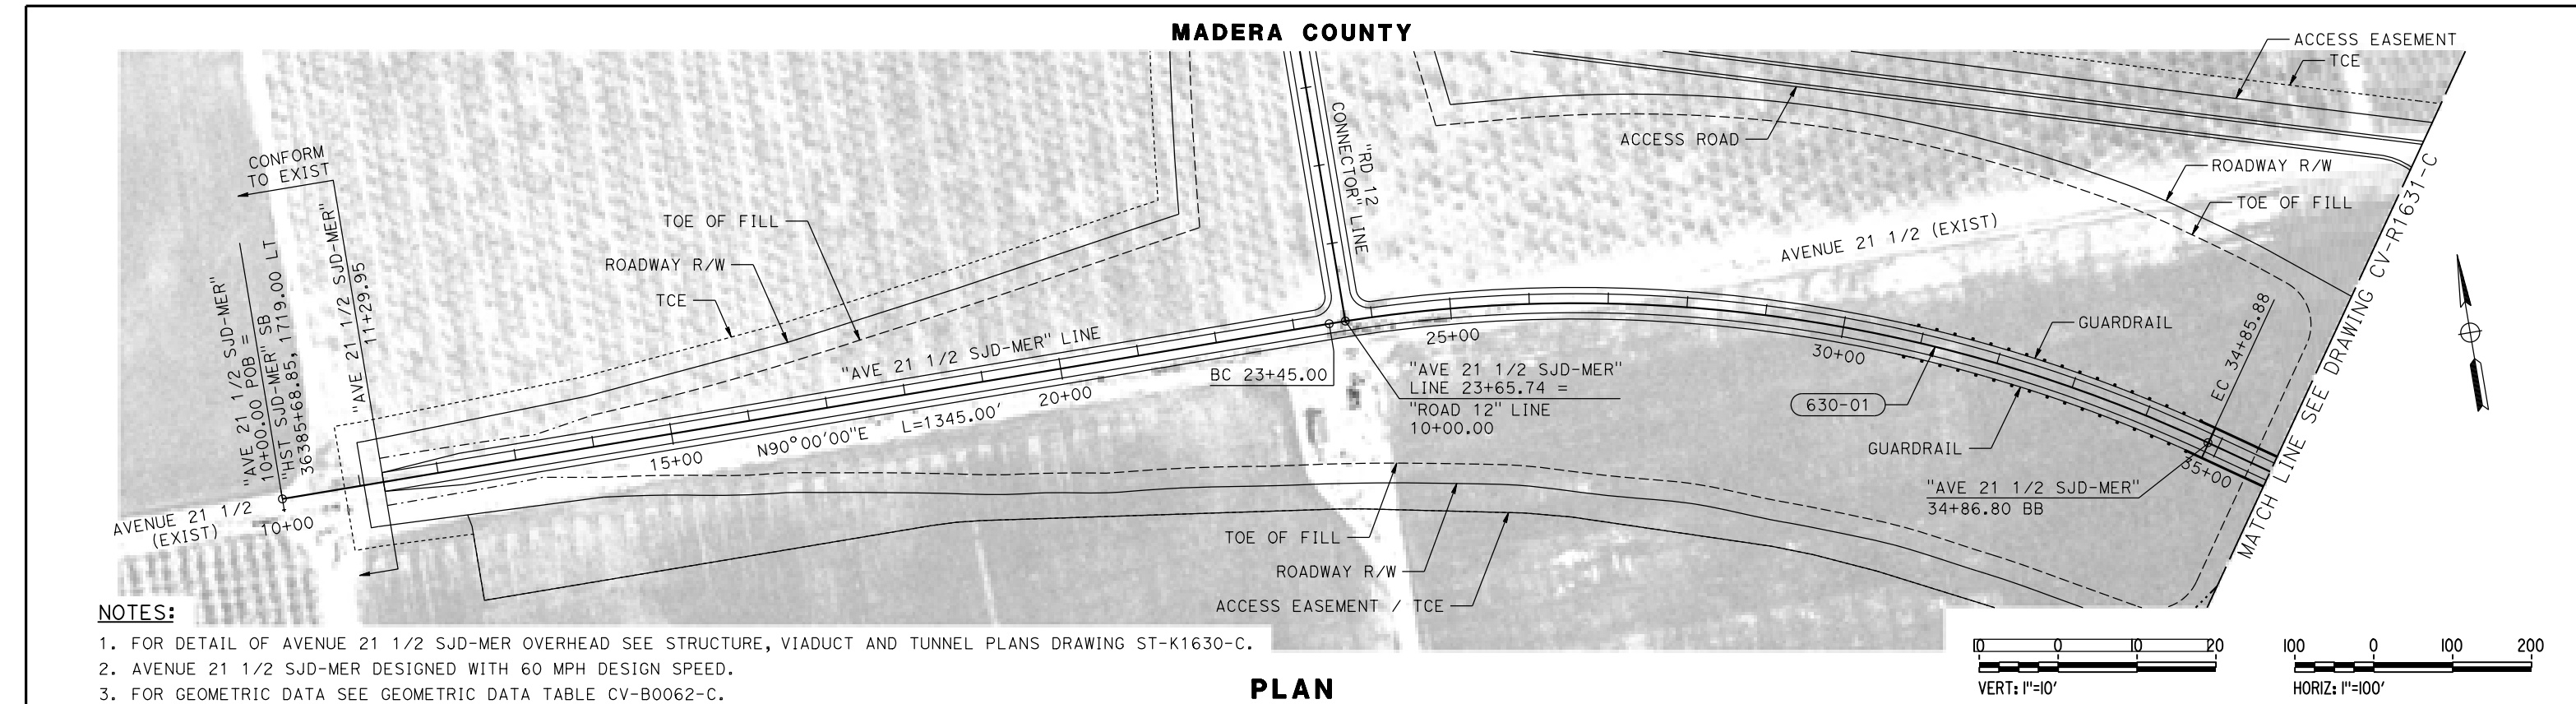 MADERA COUNTY
ACCESS EASEMENT
TCE
ACCESS ROAD
ROADWAY R/W
TOE OF FILL
CONFORM
TO EXIST
"AVE 21 1/2 SJD-MER"
11+29.95
"AVE 21 1/2 SJD-MER"
10+00.00 POB =
"HST SJD-MER" SB
36385+68.85, 1719.00 LT
TOE OF FILL
ROADWAY R/W
TCE
"RD 12
CONNECTOR" LINE
AVENUE 21 1/2 (EXIST)
"AVE 21 1/2 SJD-MER" LINE
BC 23+45.00
25+00
30+00
GUARDRAIL
EC 34+85.88
MATCH LINE SEE DRAWING CV-R1631-C
"AVE 21 1/2 SJD-MER"
LINE 23+65.74 =
"ROAD 12" LINE
10+00.00
630-01
GUARDRAIL
20+00
N90°00'00"E L=1345.00'
15+00
35+00
"AVE 21 1/2 SJD-MER"
34+86.80 BB
AVENUE 21 1/2
(EXIST)
10+00
TOE OF FILL
ROADWAY R/W
ACCESS EASEMENT / TCE
NOTES:
1. FOR DETAIL OF AVENUE 21 1/2 SJD-MER OVERHEAD SEE STRUCTURE, VIADUCT AND TUNNEL PLANS DRAWING ST-K1630-C.
2. AVENUE 21 1/2 SJD-MER DESIGNED WITH 60 MPH DESIGN SPEED.
3. FOR GEOMETRIC DATA SEE GEOMETRIC DATA TABLE CV-B0062-C.
PLAN
10 0 10 20
VERT: 1"=10'
100 0 100 200
HORIZ: 1"=100'